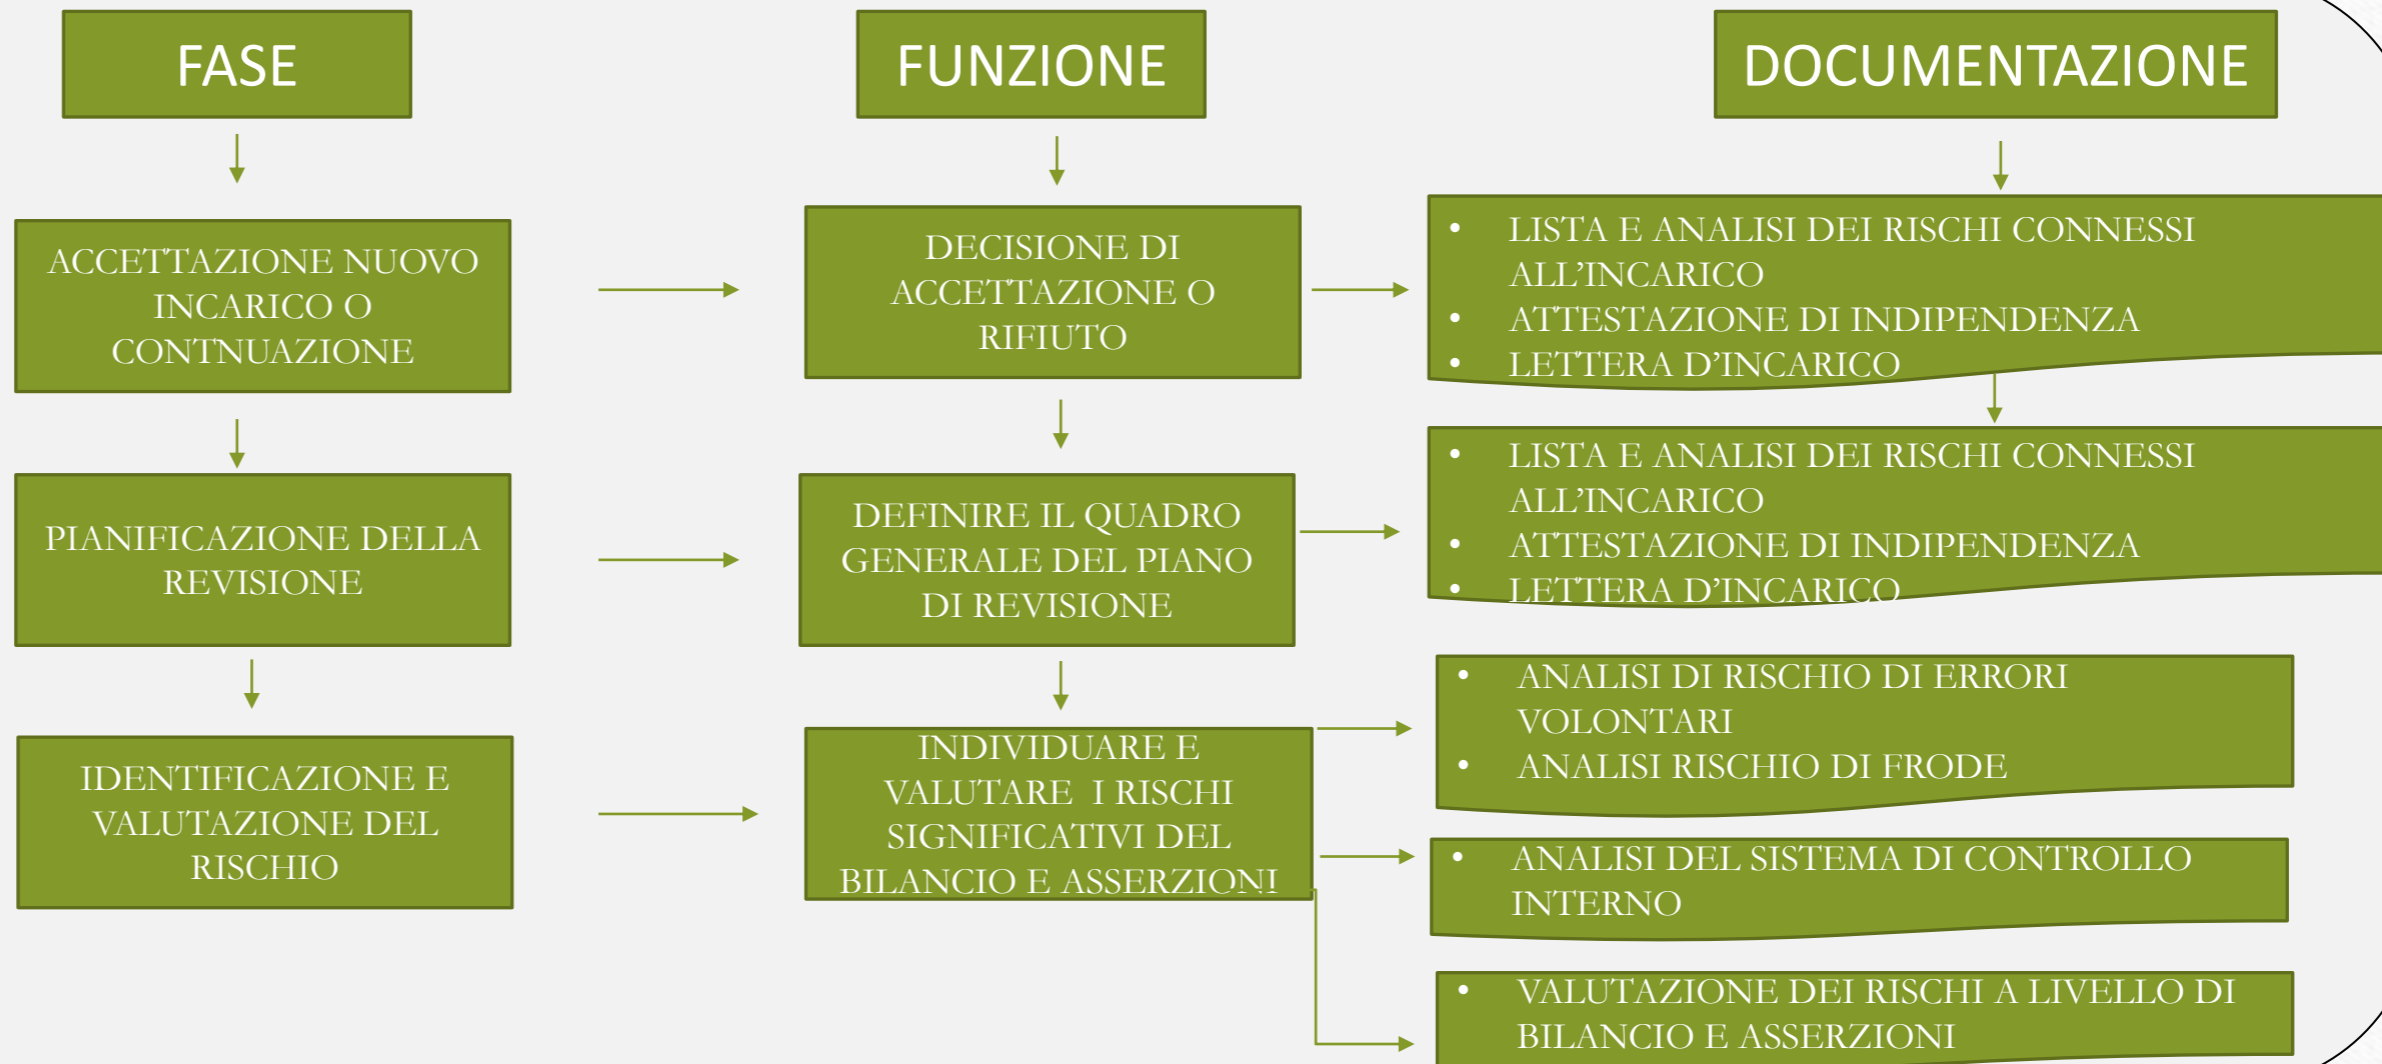 FASE
FUNZIONE
DOCUMENTAZIONE
ACCETTAZIONE NUOVO
INCARICO O
CONTNUAZIONE
DECISIONE DI
ACCETTAZIONE O
RIFIUTO
• LISTA E ANALISI DEI RISCHI CONNESSI
ALL’INCARICO
• ATTESTAZIONE DI INDIPENDENZA
• LETTERA D’INCARICO
PIANIFICAZIONE DELLA
REVISIONE
DEFINIRE IL QUADRO
GENERALE DEL PIANO
DI REVISIONE
• LISTA E ANALISI DEI RISCHI CONNESSI
ALL’INCARICO
• ATTESTAZIONE DI INDIPENDENZA
• LETTERA D’INCARICO
IDENTIFICAZIONE E
VALUTAZIONE DEL
RISCHIO
INDIVIDUARE E
VALUTARE I RISCHI
SIGNIFICATIVI DEL
BILANCIO E ASSERZIONI
• ANALISI DI RISCHIO DI ERRORI
VOLONTARI
• ANALISI RISCHIO DI FRODE
• ANALISI DEL SISTEMA DI CONTROLLO
INTERNO
• VALUTAZIONE DEI RISCHI A LIVELLO DI
BILANCIO E ASSERZIONI